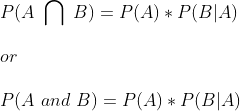 P(A ⋂ B) = P(A) * P(B|A)
or
P(A and B) = P(A) * P(B|A)